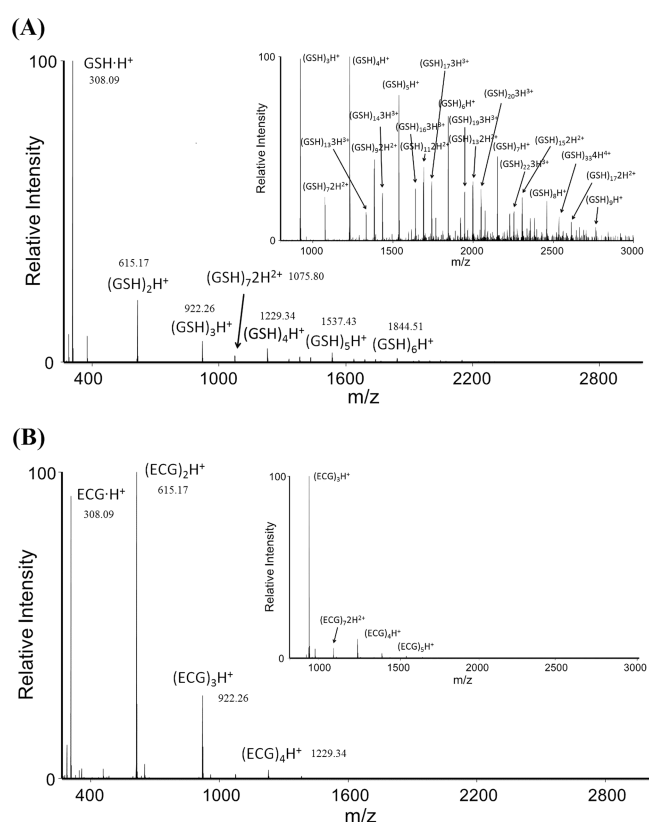 (A)
GSH·H⁺
308.09
100
Relative Intensity
0
615.17
(GSH)₂H⁺
922.26
(GSH)₃H⁺
(GSH)₇2H²⁺ 1075.80
1229.34
(GSH)₄H⁺
1537.43
(GSH)₅H⁺
1844.51
(GSH)₆H⁺
400 1000 1600 2200 2800
m/z
100
Relative Intensity
0
(GSH)₃H⁺
(GSH)₄H⁺
(GSH)₁₇3H³⁺
(GSH)₅H⁺
(GSH)₆H⁺
(GSH)₂₀3H³⁺
(GSH)₁₄3H³⁺
(GSH)₁₆3H³⁺
(GSH)₁₉3H³⁺
(GSH)₁₃3H³⁺
(GSH)₉2H²⁺
(GSH)₁₁2H²⁺
(GSH)₁₃2H²⁺
(GSH)₇H⁺
(GSH)₁₅2H²⁺
(GSH)₂₂3H³⁺
(GSH)₃₃4H⁴⁺
(GSH)₇2H²⁺
(GSH)₈H⁺
(GSH)₁₇2H²⁺
(GSH)₉H⁺
1000 1500 2000 2500 3000
m/z
(B)
100
Relative Intensity
0
ECG·H⁺
308.09
(ECG)₂H⁺
615.17
(ECG)₃H⁺
922.26
(ECG)₄H⁺ 1229.34
400 1000 1600 2200 2800
m/z
100
Relative Intensity
0
(ECG)₃H⁺
(ECG)₇2H²⁺
(ECG)₄H⁺
(ECG)₅H⁺
1000 1500 2000 2500 3000
m/z